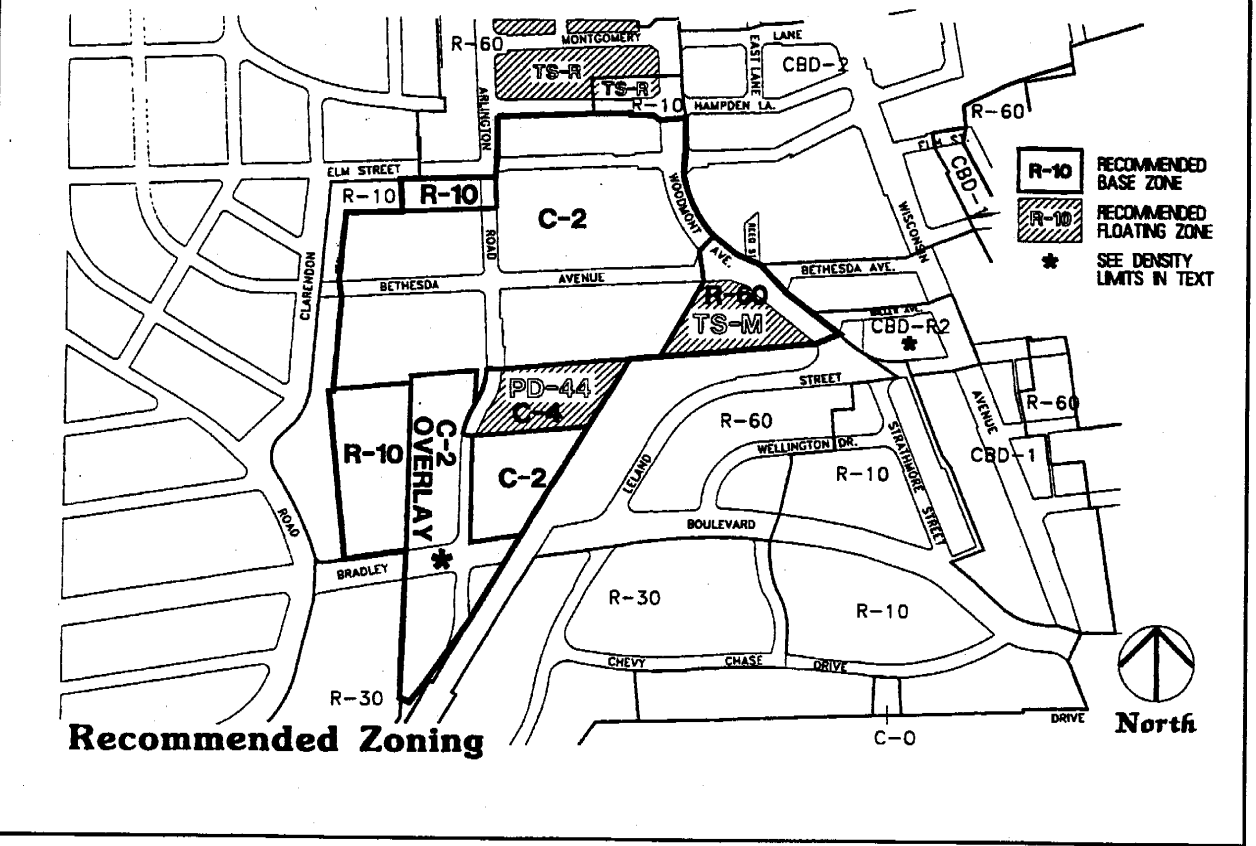 MONTGOMERY
LANE
R-60
EAST LANE
CBD-2
TS-R
TS-R
R-10
HAMPDEN LA.
ARLINGTON
R-60
ELM ST.
CBD-1
ELM STREET
R-10
R-10
C-2
WOODMONT
WISCONSIN
R-10
RECOMMENDED
BASE ZONE
R-10
RECOMMENDED
FLOATING ZONE
*
SEE DENSITY
LIMITS IN TEXT
ROAD
CLARENDON
AVE.
BETHESDA
AVENUE
BETHESDA AVE.
R-60
TS-M
CBD-R2
*
STREET
PD-44
C-4
R-60
AVENUE
R-60
R-10
C-2
OVERLAY
*
C-2
LELAND
WELLINGTON DR.
R-10
STRATHMORE STREET
CBD-1
ROAD
BOULEVARD
BRADLEY
R-30
R-10
CHEVY
CHASE
DRIVE
R-30
DRIVE
C-O
North
Recommended Zoning